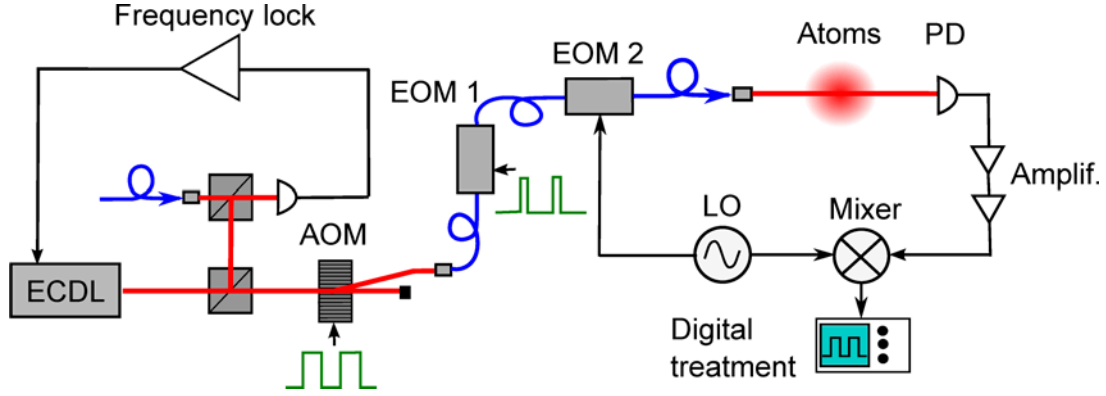 Frequency lock
EOM 1
EOM 2
Atoms
PD
Amplif.
AOM
LO
Mixer
ECDL
Digital
treatment